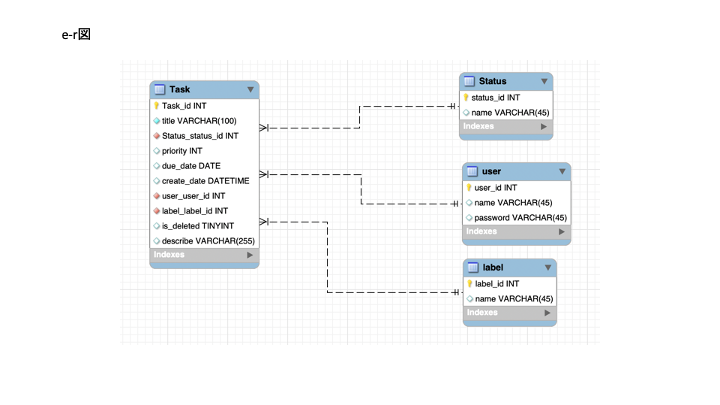 e-r図
Task
Task_id INT
title VARCHAR(100)
Status_status_id INT
priority INT
due_date DATE
create_date DATETIME
user_user_id INT
label_label_id INT
is_deleted TINYINT
describe VARCHAR(255)
Indexes
Status
status_id INT
name VARCHAR(45)
Indexes
user
user_id INT
name VARCHAR(45)
password VARCHAR(45)
Indexes
label
label_id INT
name VARCHAR(45)
Indexes